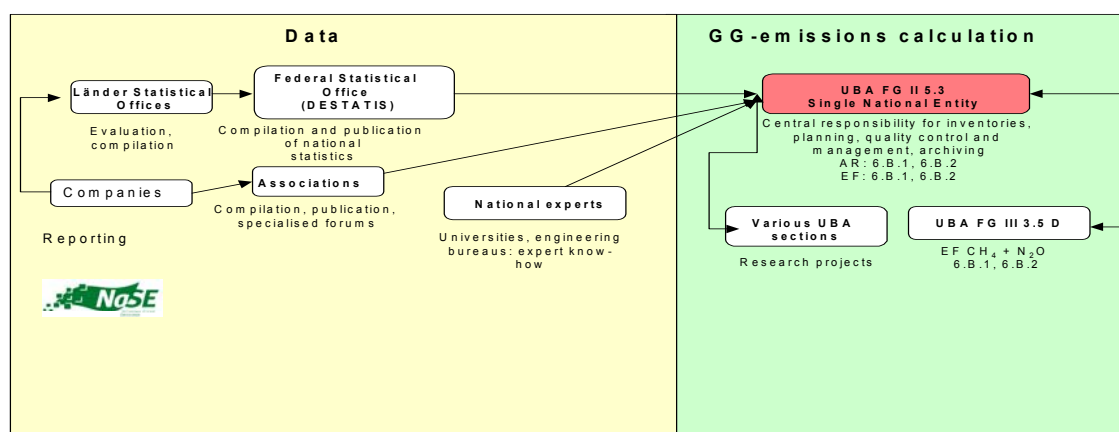 Data
Länder Statistical
Offices
Evaluation,
compilation
Federal Statistical
Office
(DESTATIS)
Compilation and publication
of national
statistics
Companies
Reporting
Associations
Compilation, publication,
specialised forums
National experts
Universities, engineering
bureaus: expert know-
how
NaSE
GG-emissions calculation
UBA FG II 5.3
Single National Entity
Central responsibility for inventories,
planning, quality control and
management, archiving
AR: 6.B.1, 6.B.2
EF: 6.B.1, 6.B.2
Various UBA
sections
Research projects
UBA FG III 3.5 D
EF CH₄ + N₂O
6.B.1, 6.B.2